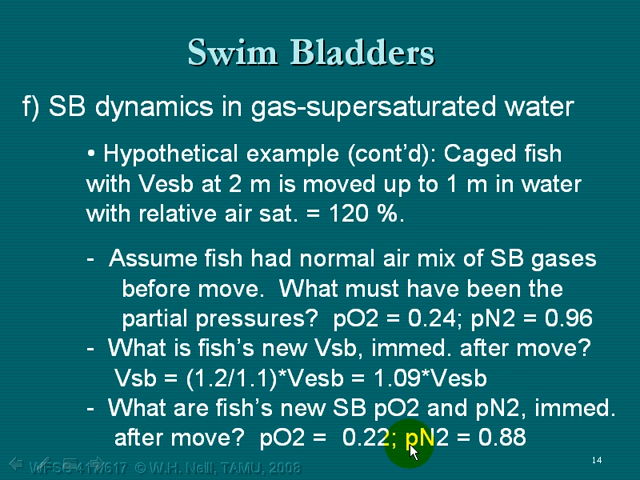 Swim Bladders
f) SB dynamics in gas-supersaturated water
• Hypothetical example (cont'd): Caged fish
with Vesb at 2 m is moved up to 1 m in water
with relative air sat. = 120 %.
- Assume fish had normal air mix of SB gases
before move. What must have been the
partial pressures? pO2 = 0.24; pN2 = 0.96
- What is fish's new Vsb, immed. after move?
Vsb = (1.2/1.1)*Vesb = 1.09*Vesb
- What are fish's new SB pO2 and pN2, immed.
after move? pO2 = 0.22; pN2 = 0.88
WFSC 417/617 © W.H. Neill, TAMU, 2008
14